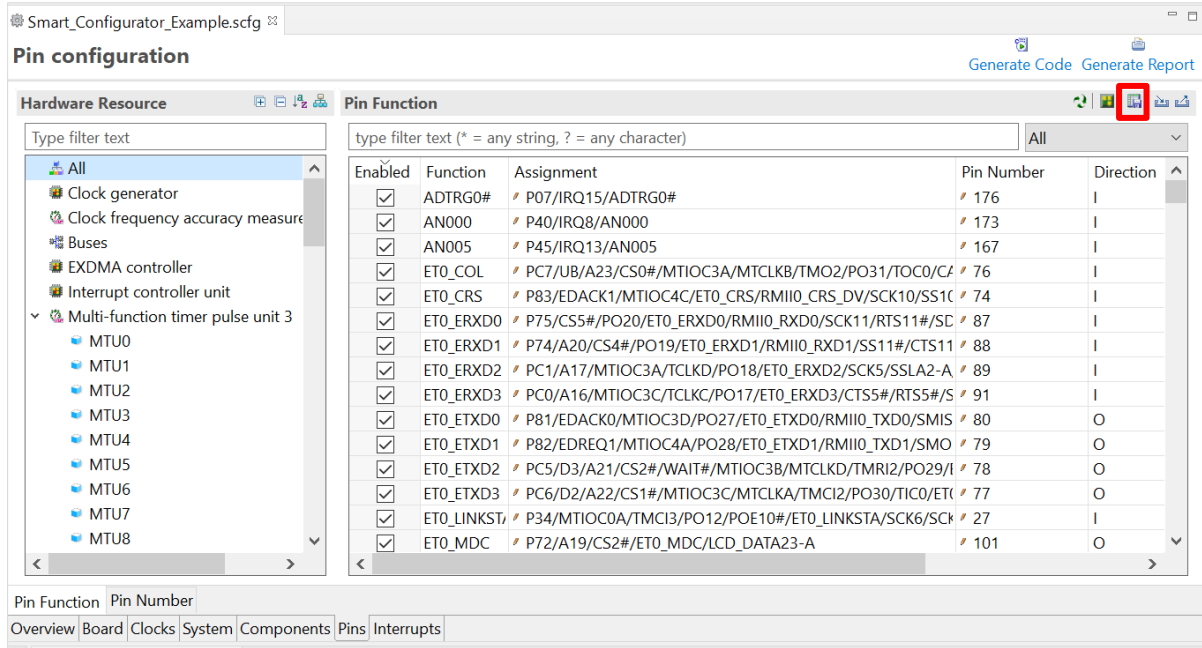 Smart_Configurator_Example.scfg
Pin configuration
Generate Code Generate Report
Hardware Resource
Pin Function
Type filter text
type filter text (* = any string, ? = any character)
All
All
Clock generator
Clock frequency accuracy measure
Buses
EXDMA controller
Interrupt controller unit
Multi-function timer pulse unit 3
MTU0
MTU1
MTU2
MTU3
MTU4
MTU5
MTU6
MTU7
MTU8
Enabled Function Assignment Pin Number Direction
ADTRG0# P07/IRQ15/ADTRG0# 176 I
AN000 P40/IRQ8/AN000 173 I
AN005 P45/IRQ13/AN005 167 I
ET0_COL PC7/UB/A23/CS0#/MTIOC3A/MTCLKB/TMO2/PO31/TOC0/CA 76 I
ET0_CRS P83/EDACK1/MTIOC4C/ET0_CRS/RMII0_CRS_DV/SCK10/SS1( 74 I
ET0_ERXD0 P75/CS5#/PO20/ET0_ERXD0/RMII0_RXD0/SCK11/RTS11#/SD 87 I
ET0_ERXD1 P74/A20/CS4#/PO19/ET0_ERXD1/RMII0_RXD1/SS11#/CTS11 88 I
ET0_ERXD2 PC1/A17/MTIOC3A/TCLKD/PO18/ET0_ERXD2/SCK5/SSLA2-A 89 I
ET0_ERXD3 PC0/A16/MTIOC3C/TCLKC/PO17/ET0_ERXD3/CTS5#/RTS5#/S 91 I
ET0_ETXD0 P81/EDACK0/MTIOC3D/PO27/ET0_ETXD0/RMII0_TXD0/SMIS 80 O
ET0_ETXD1 P82/EDREQ1/MTIOC4A/PO28/ET0_ETXD1/RMII0_TXD1/SMO 79 O
ET0_ETXD2 PC5/D3/A21/CS2#/WAIT#/MTIOC3B/MTCLKD/TMRI2/PO29/ 78 O
ET0_ETXD3 PC6/D2/A22/CS1#/MTIOC3C/MTCLKA/TMCI2/PO30/TIC0/ET( 77 O
ET0_LINKSTA P34/MTIOC0A/TMCI3/PO12/POE10#/ET0_LINKSTA/SCK6/SCK 27 I
ET0_MDC P72/A19/CS2#/ET0_MDC/LCD_DATA23-A 101 O
Pin Function Pin Number
Overview Board Clocks System Components Pins Interrupts